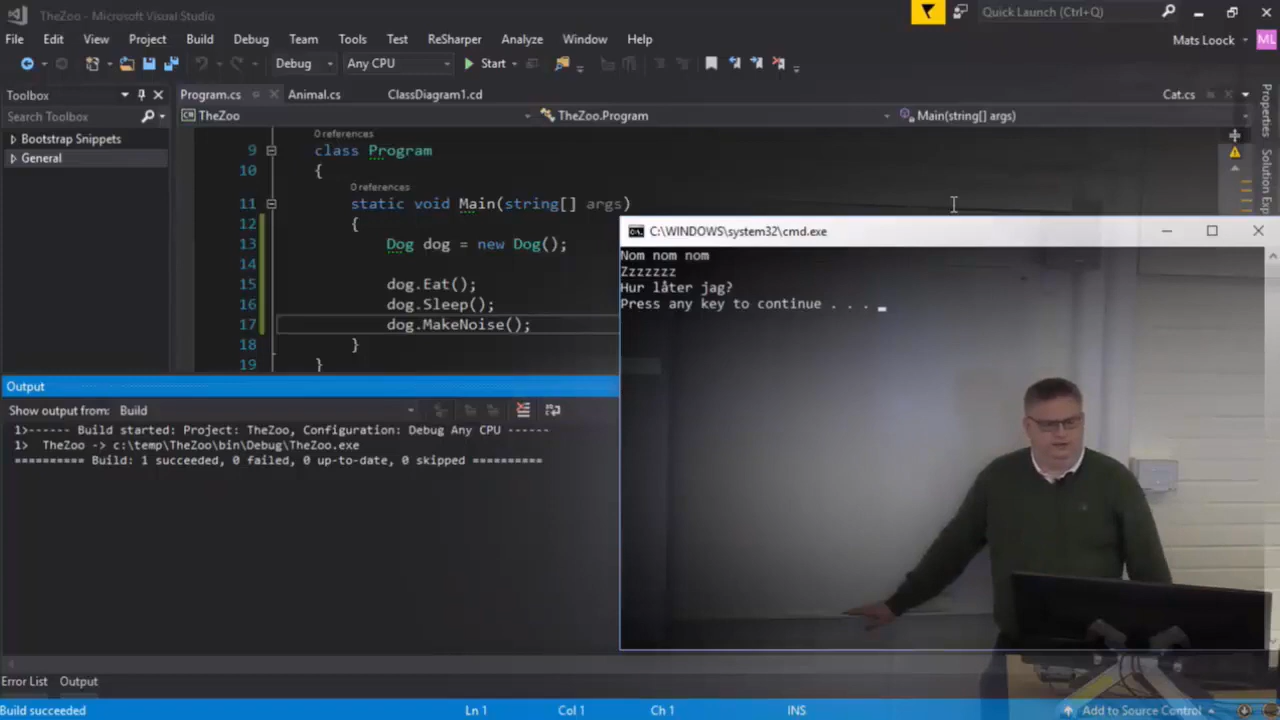 TheZoo - Microsoft Visual Studio
Quick Launch (Ctrl+Q)
File Edit View Project Build Debug Team Tools Test ReSharper Analyze Window Help
Mats Loock ML
Debug Any CPU Start
Toolbox
Program.cs Animal.cs ClassDiagram1.cd Cat.cs
Search Toolbox
TheZoo TheZoo.Program Main(string[] args)
Bootstrap Snippets
General
Properties
0 references
9 class Program
10 {
0 references
11 static void Main(string[] args)
12 {
13 Dog dog = new Dog();
14
15 dog.Eat();
16 dog.Sleep();
17 dog.MakeNoise();
18 }
19 }
C:\WINDOWS\system32\cmd.exe
Nom nom nom
Zzzzzzz
Hur låter jag?
Press any key to continue . . .
Output
Show output from: Build
1>------ Build started: Project: TheZoo, Configuration: Debug Any CPU ------
1> TheZoo -> c:\temp\TheZoo\bin\Debug\TheZoo.exe
========== Build: 1 succeeded, 0 failed, 0 up-to-date, 0 skipped ==========
Error List Output
Build succeeded Ln 1 Col 1 Ch 1 INS Add to Source Control